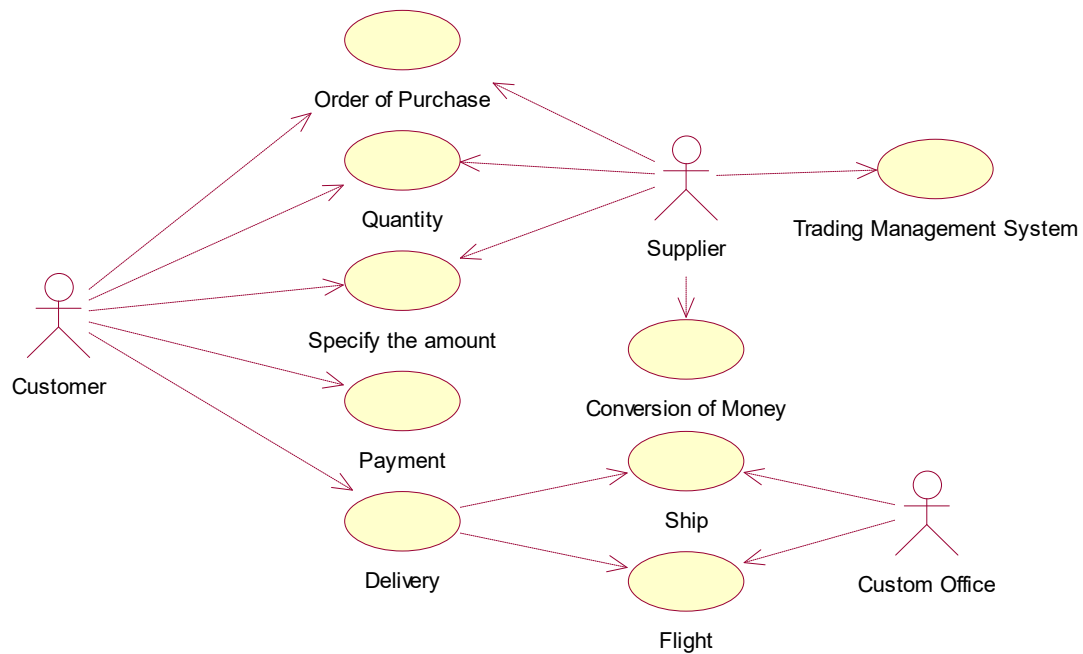 Order of Purchase
Quantity
Supplier
Trading Management System
Specify the amount
Customer
Conversion of Money
Payment
Ship
Delivery
Custom Office
Flight